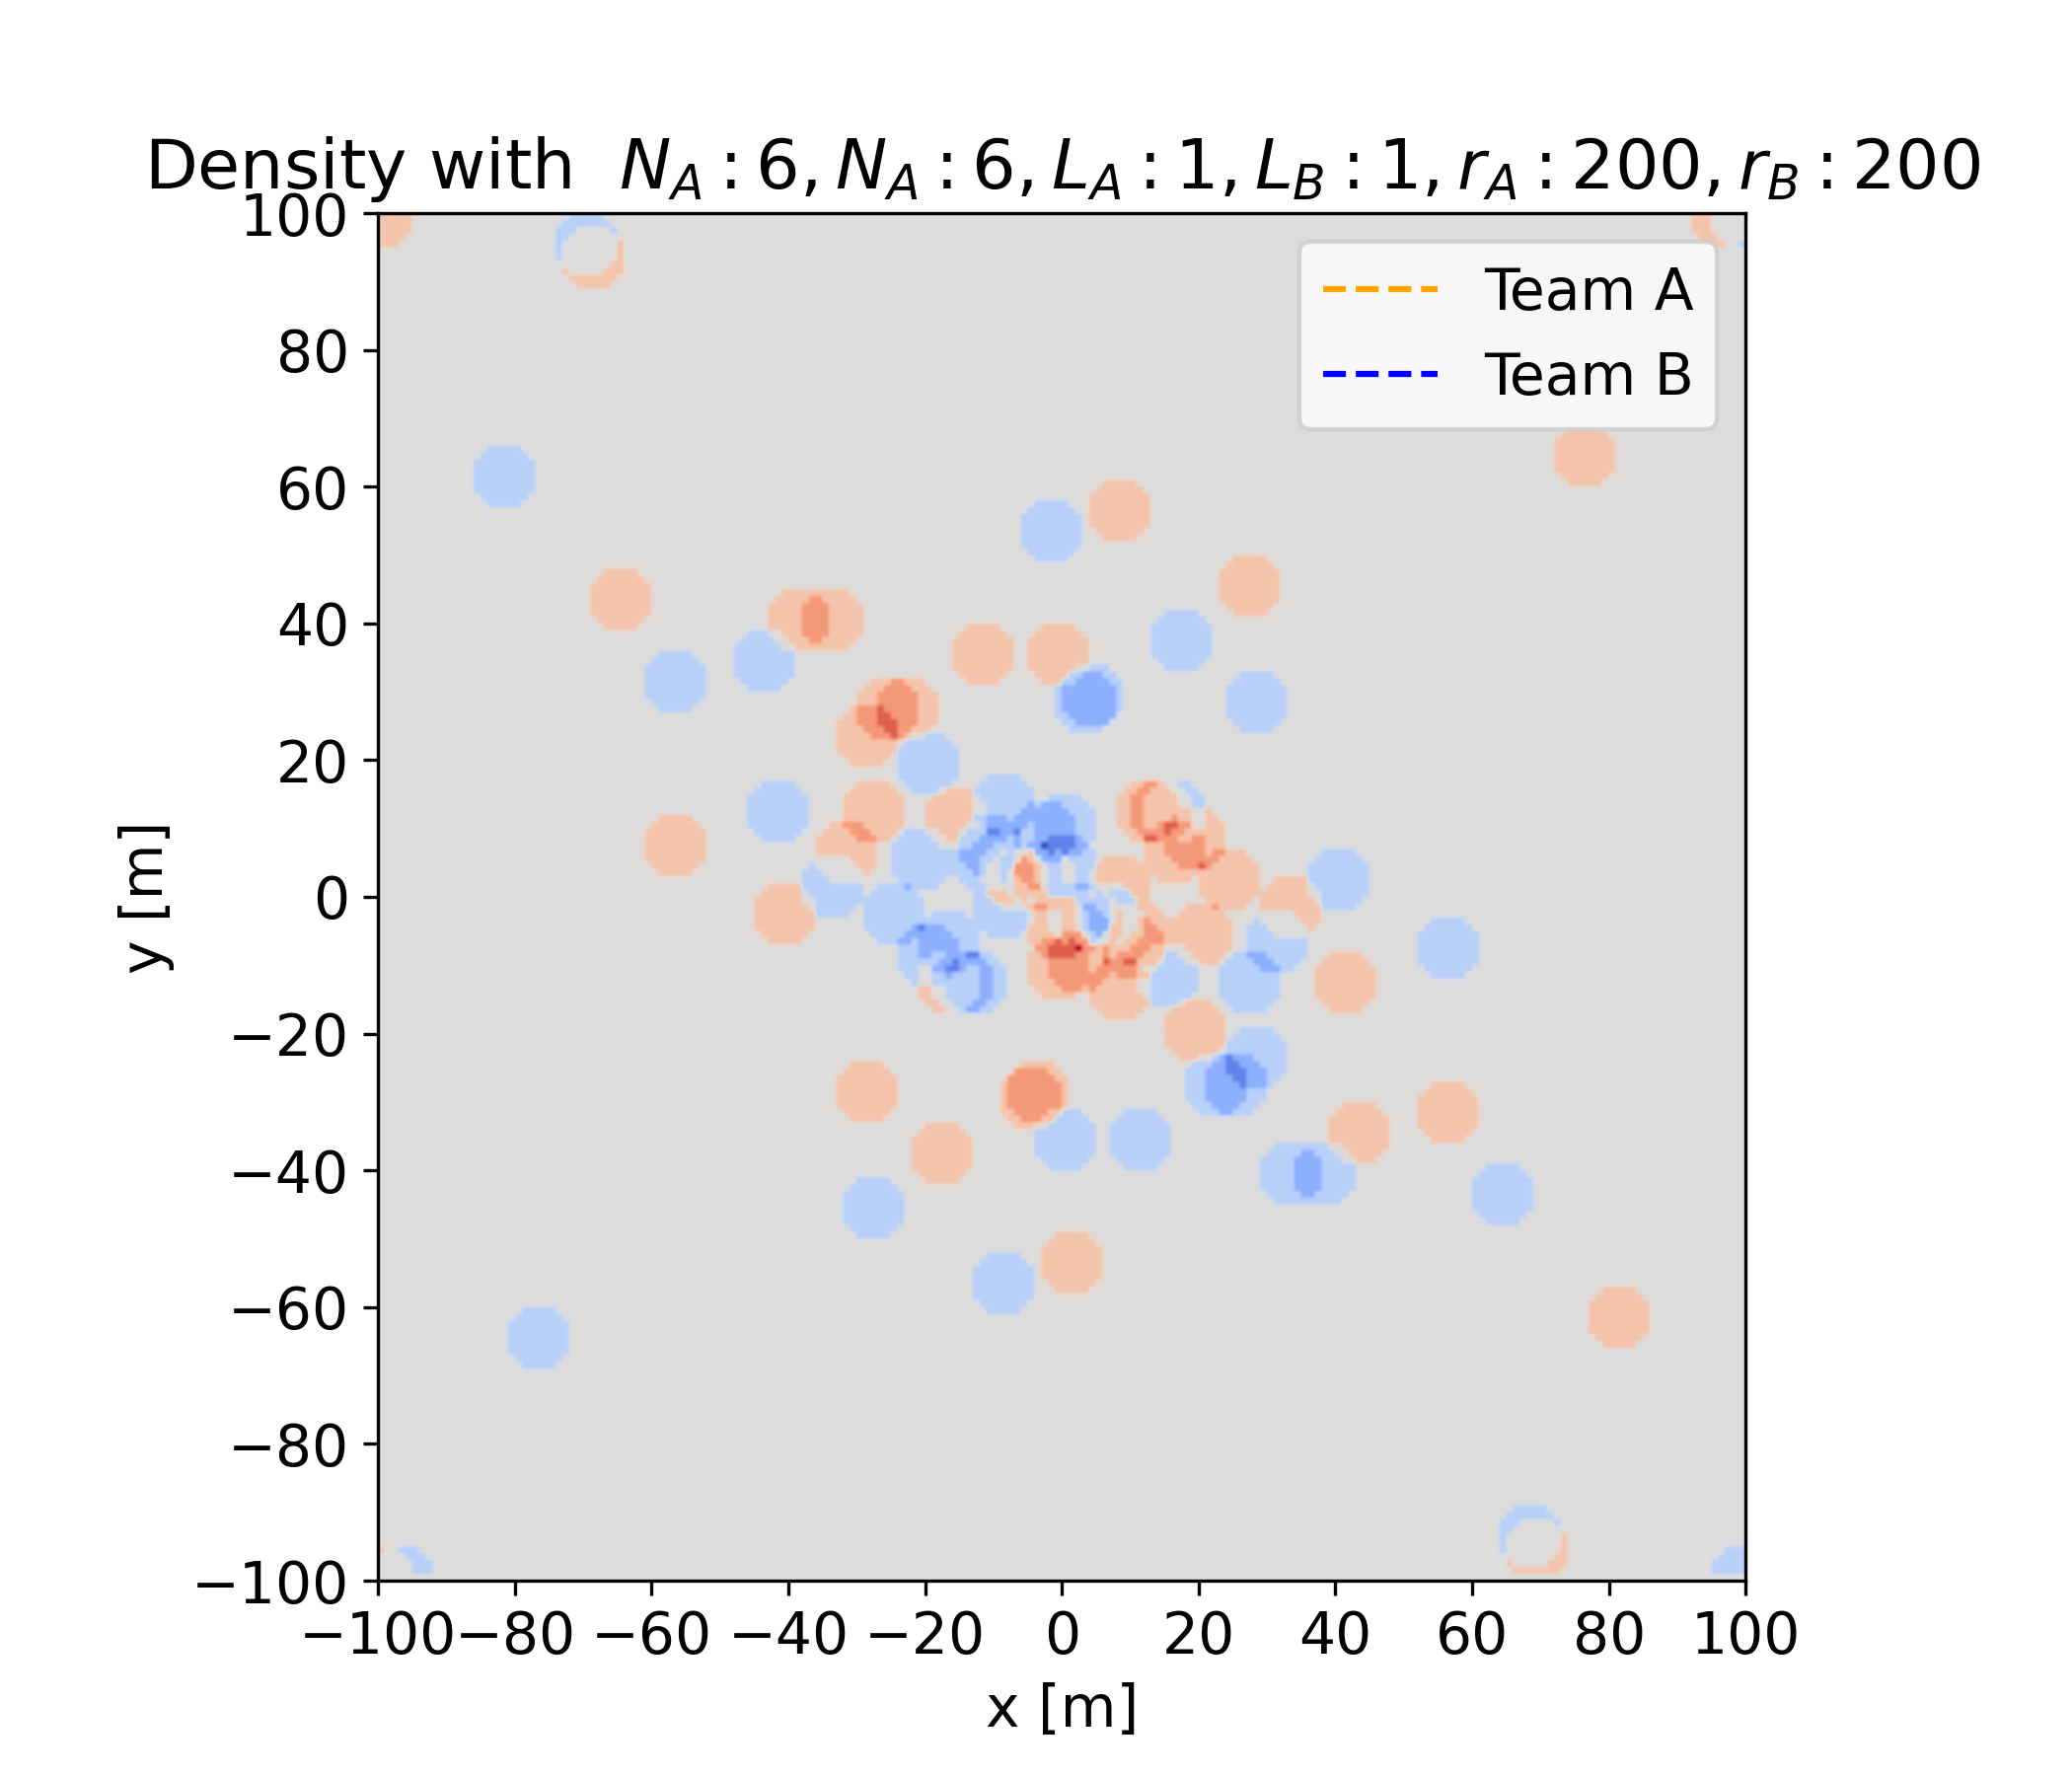 Density with N_A : 6, N_A : 6, L_A : 1, L_B : 1, r_A : 200, r_B : 200
Team A
Team B
100
80
60
40
20
0
−20
−40
−60
−80
−100
y [m]
−100 −80 −60 −40 −20 0 20 40 60 80 100
x [m]